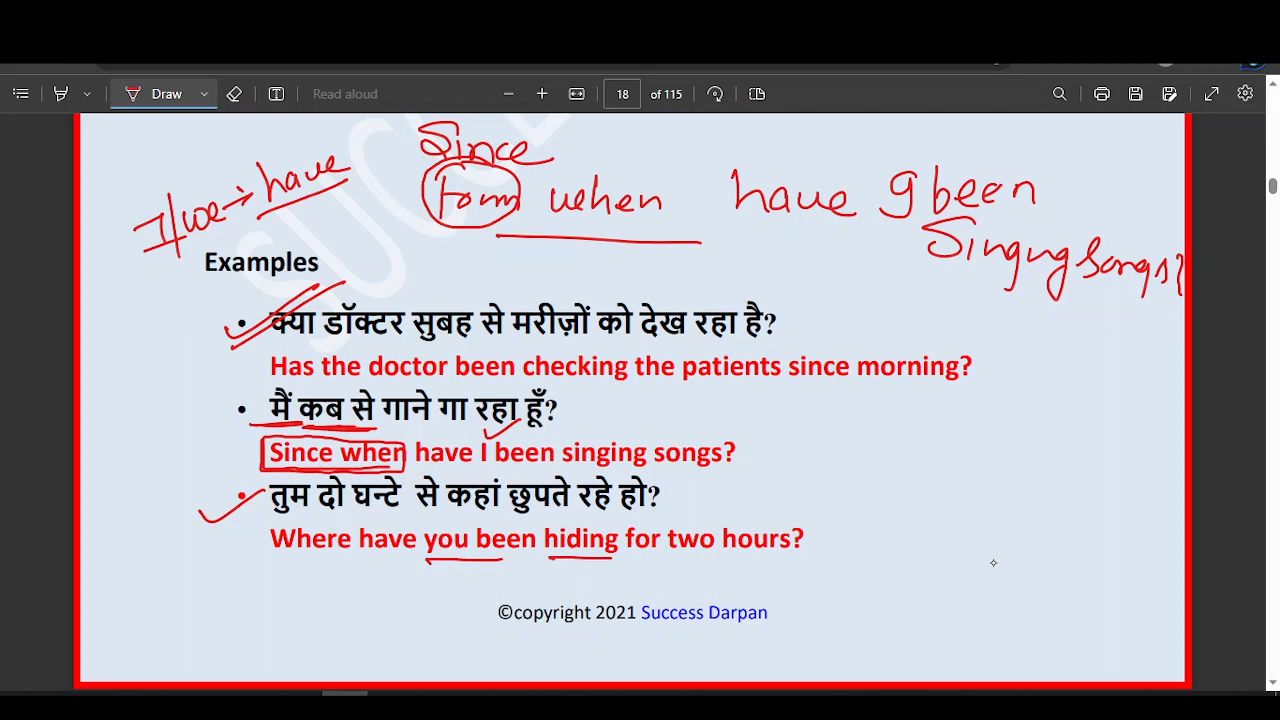 Draw
Read aloud
18 of 115
Since
I/we → have
form when have I been
Singing Songs?
Examples
• क्या डॉक्टर सुबह से मरीज़ों को देख रहा है?
Has the doctor been checking the patients since morning?
• मैं कब से गाने गा रहा हूँ?
Since when have I been singing songs?
• तुम दो घन्टे से कहां छुपते रहे हो?
Where have you been hiding for two hours?
©copyright 2021 Success Darpan